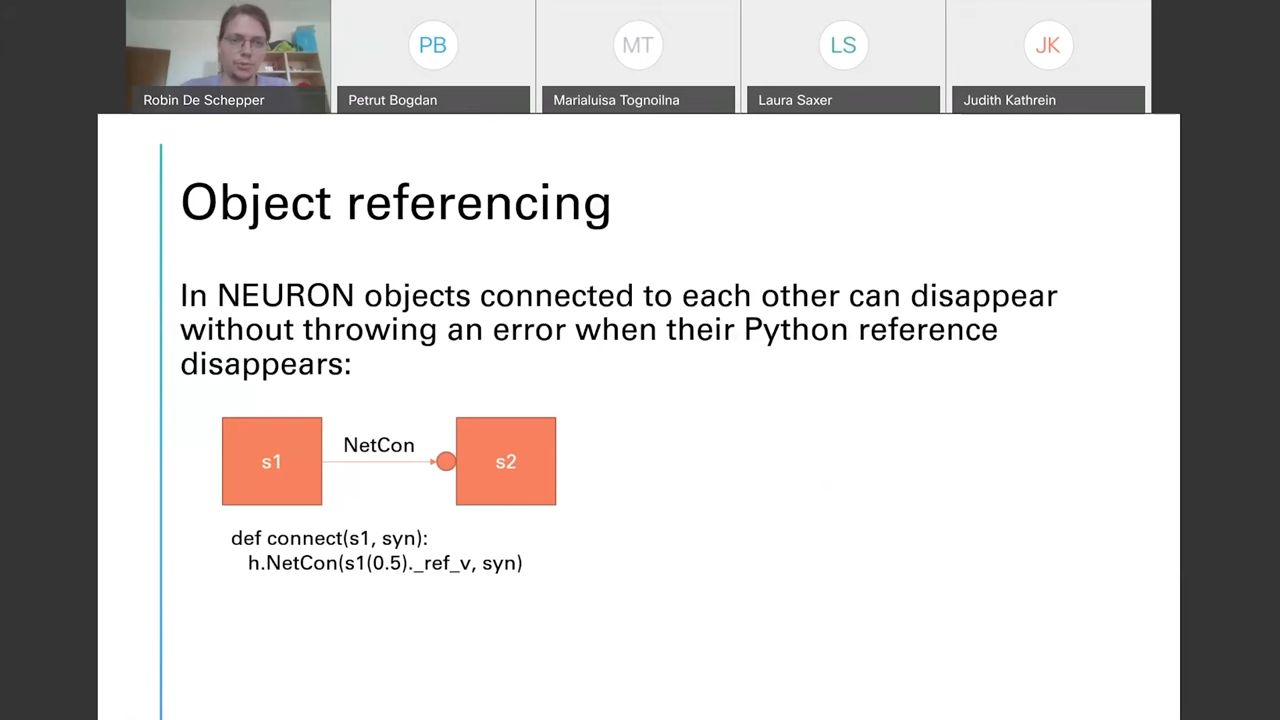 PB
MT
LS
JK
Robin De Schepper
Petrut Bogdan
Marialuisa Tognoilna
Laura Saxer
Judith Kathrein
Object referencing
In NEURON objects connected to each other can disappear
without throwing an error when their Python reference
disappears:
s1
NetCon
s2
def connect(s1, syn):
h.NetCon(s1(0.5)._ref_v, syn)